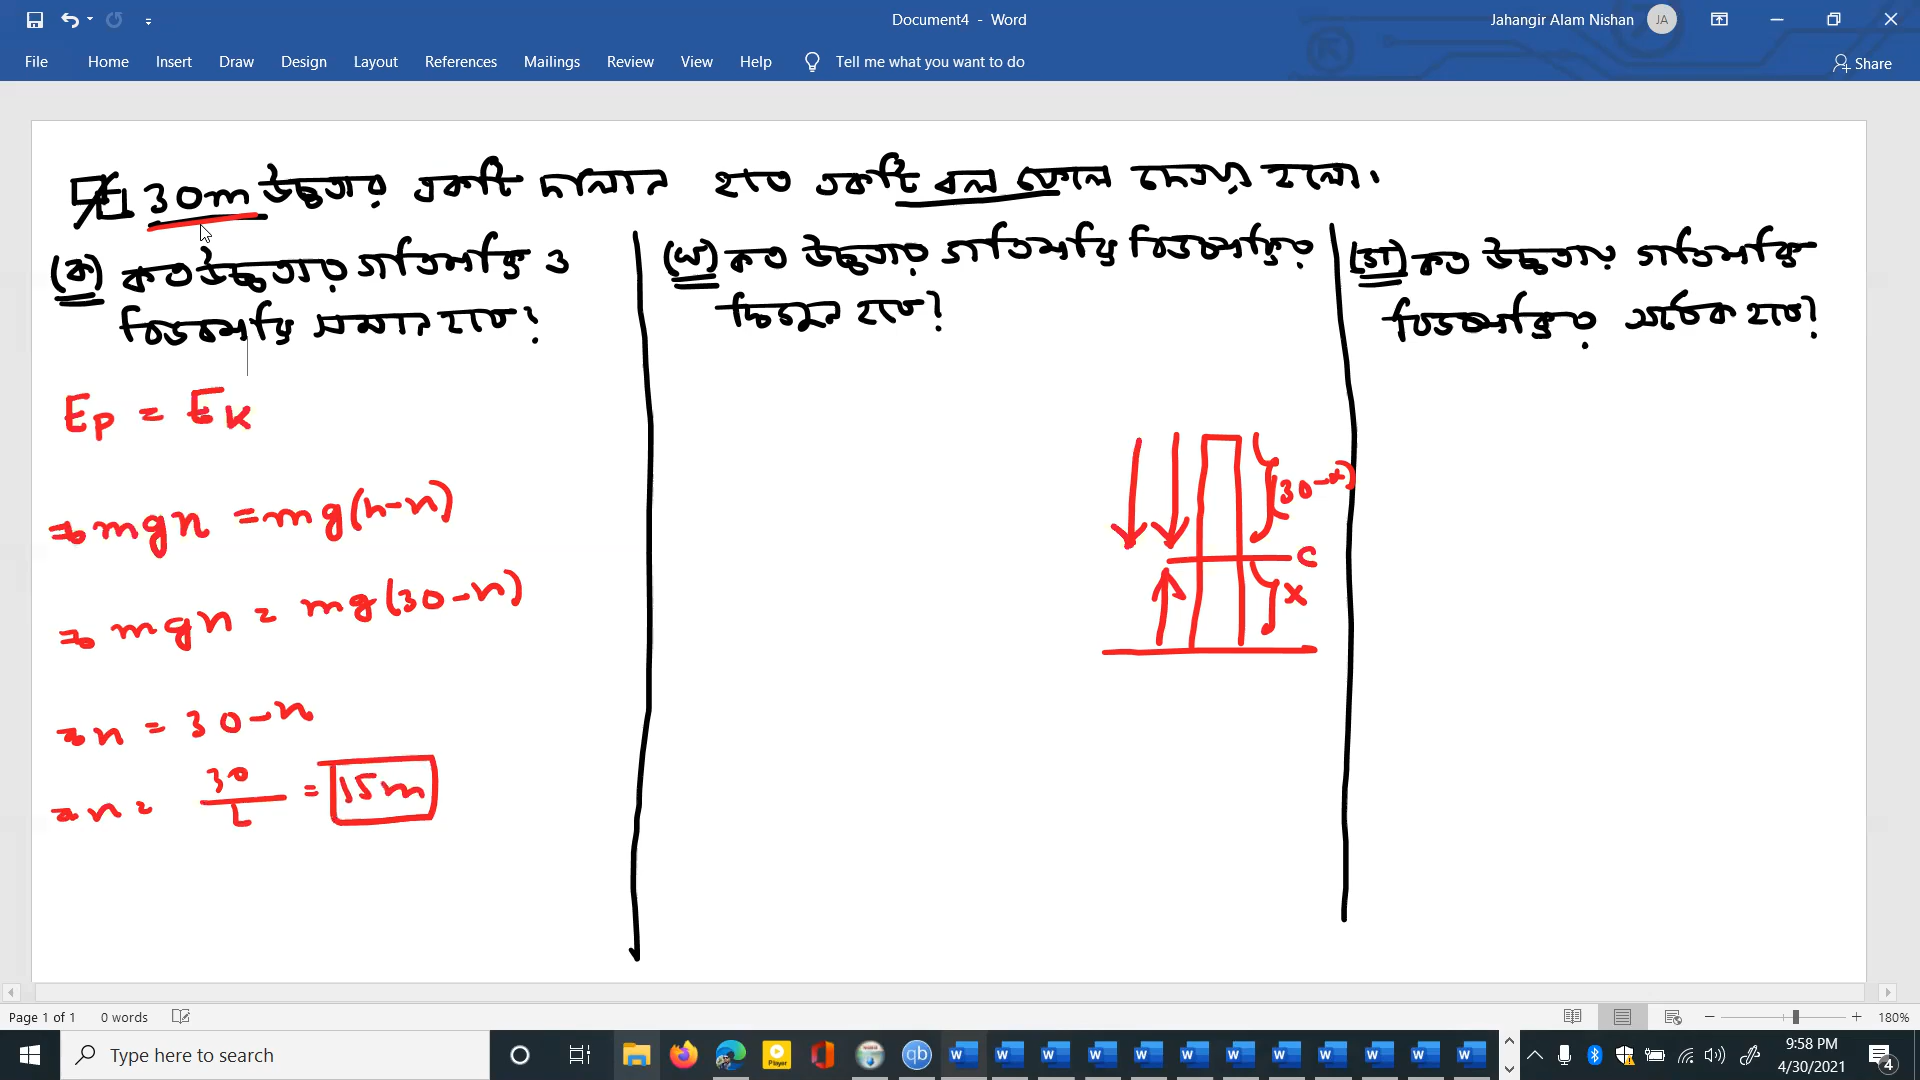 Document4 - Word
Jahangir Alam Nishan
JA
File Home Insert Draw Design Layout References Mailings Review View Help Tell me what you want to do
Share
30m উচ্চতার একটি দালান হতে একটি বল ফেলে দেওয়া হলো।
(ক) কত উচ্চতায় গতিশক্তি ও
বিভবশক্তি সমান হবে?
(খ) কত উচ্চতায় গতিশক্তি বিভবশক্তির
দ্বিগুন হবে?
(গ) কত উচ্চতায় গতিশক্তি
বিভবশক্তির অর্ধেক হবে?
Ep = Ek
⇒ mgx = mg(h-x)
⇒ mgx = mg(30-x)
⇒ x = 30-x
⇒ x = 30/2 = 15m
(30-x)
C
x
Page 1 of 1 0 words
180%
Type here to search
9:58 PM
4/30/2021
4